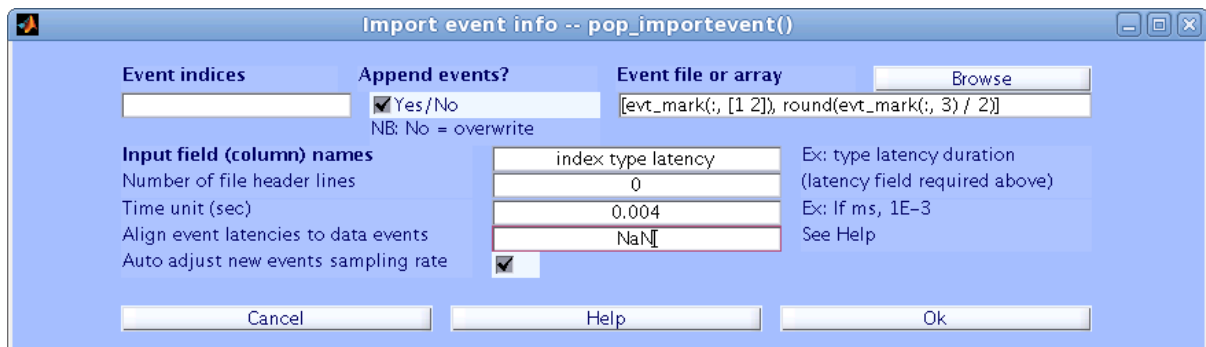 Import event info -- pop_importevent()
Event indices Append events? Event file or array Browse
Yes/No [evt_mark(:, [1 2]), round(evt_mark(:, 3) / 2)]
NB: No = overwrite
Input field (column) names index type latency Ex: type latency duration
Number of file header lines 0 (latency field required above)
Time unit (sec) 0.004 Ex: If ms, 1E-3
Align event latencies to data events NaN See Help
Auto adjust new events sampling rate
Cancel Help Ok